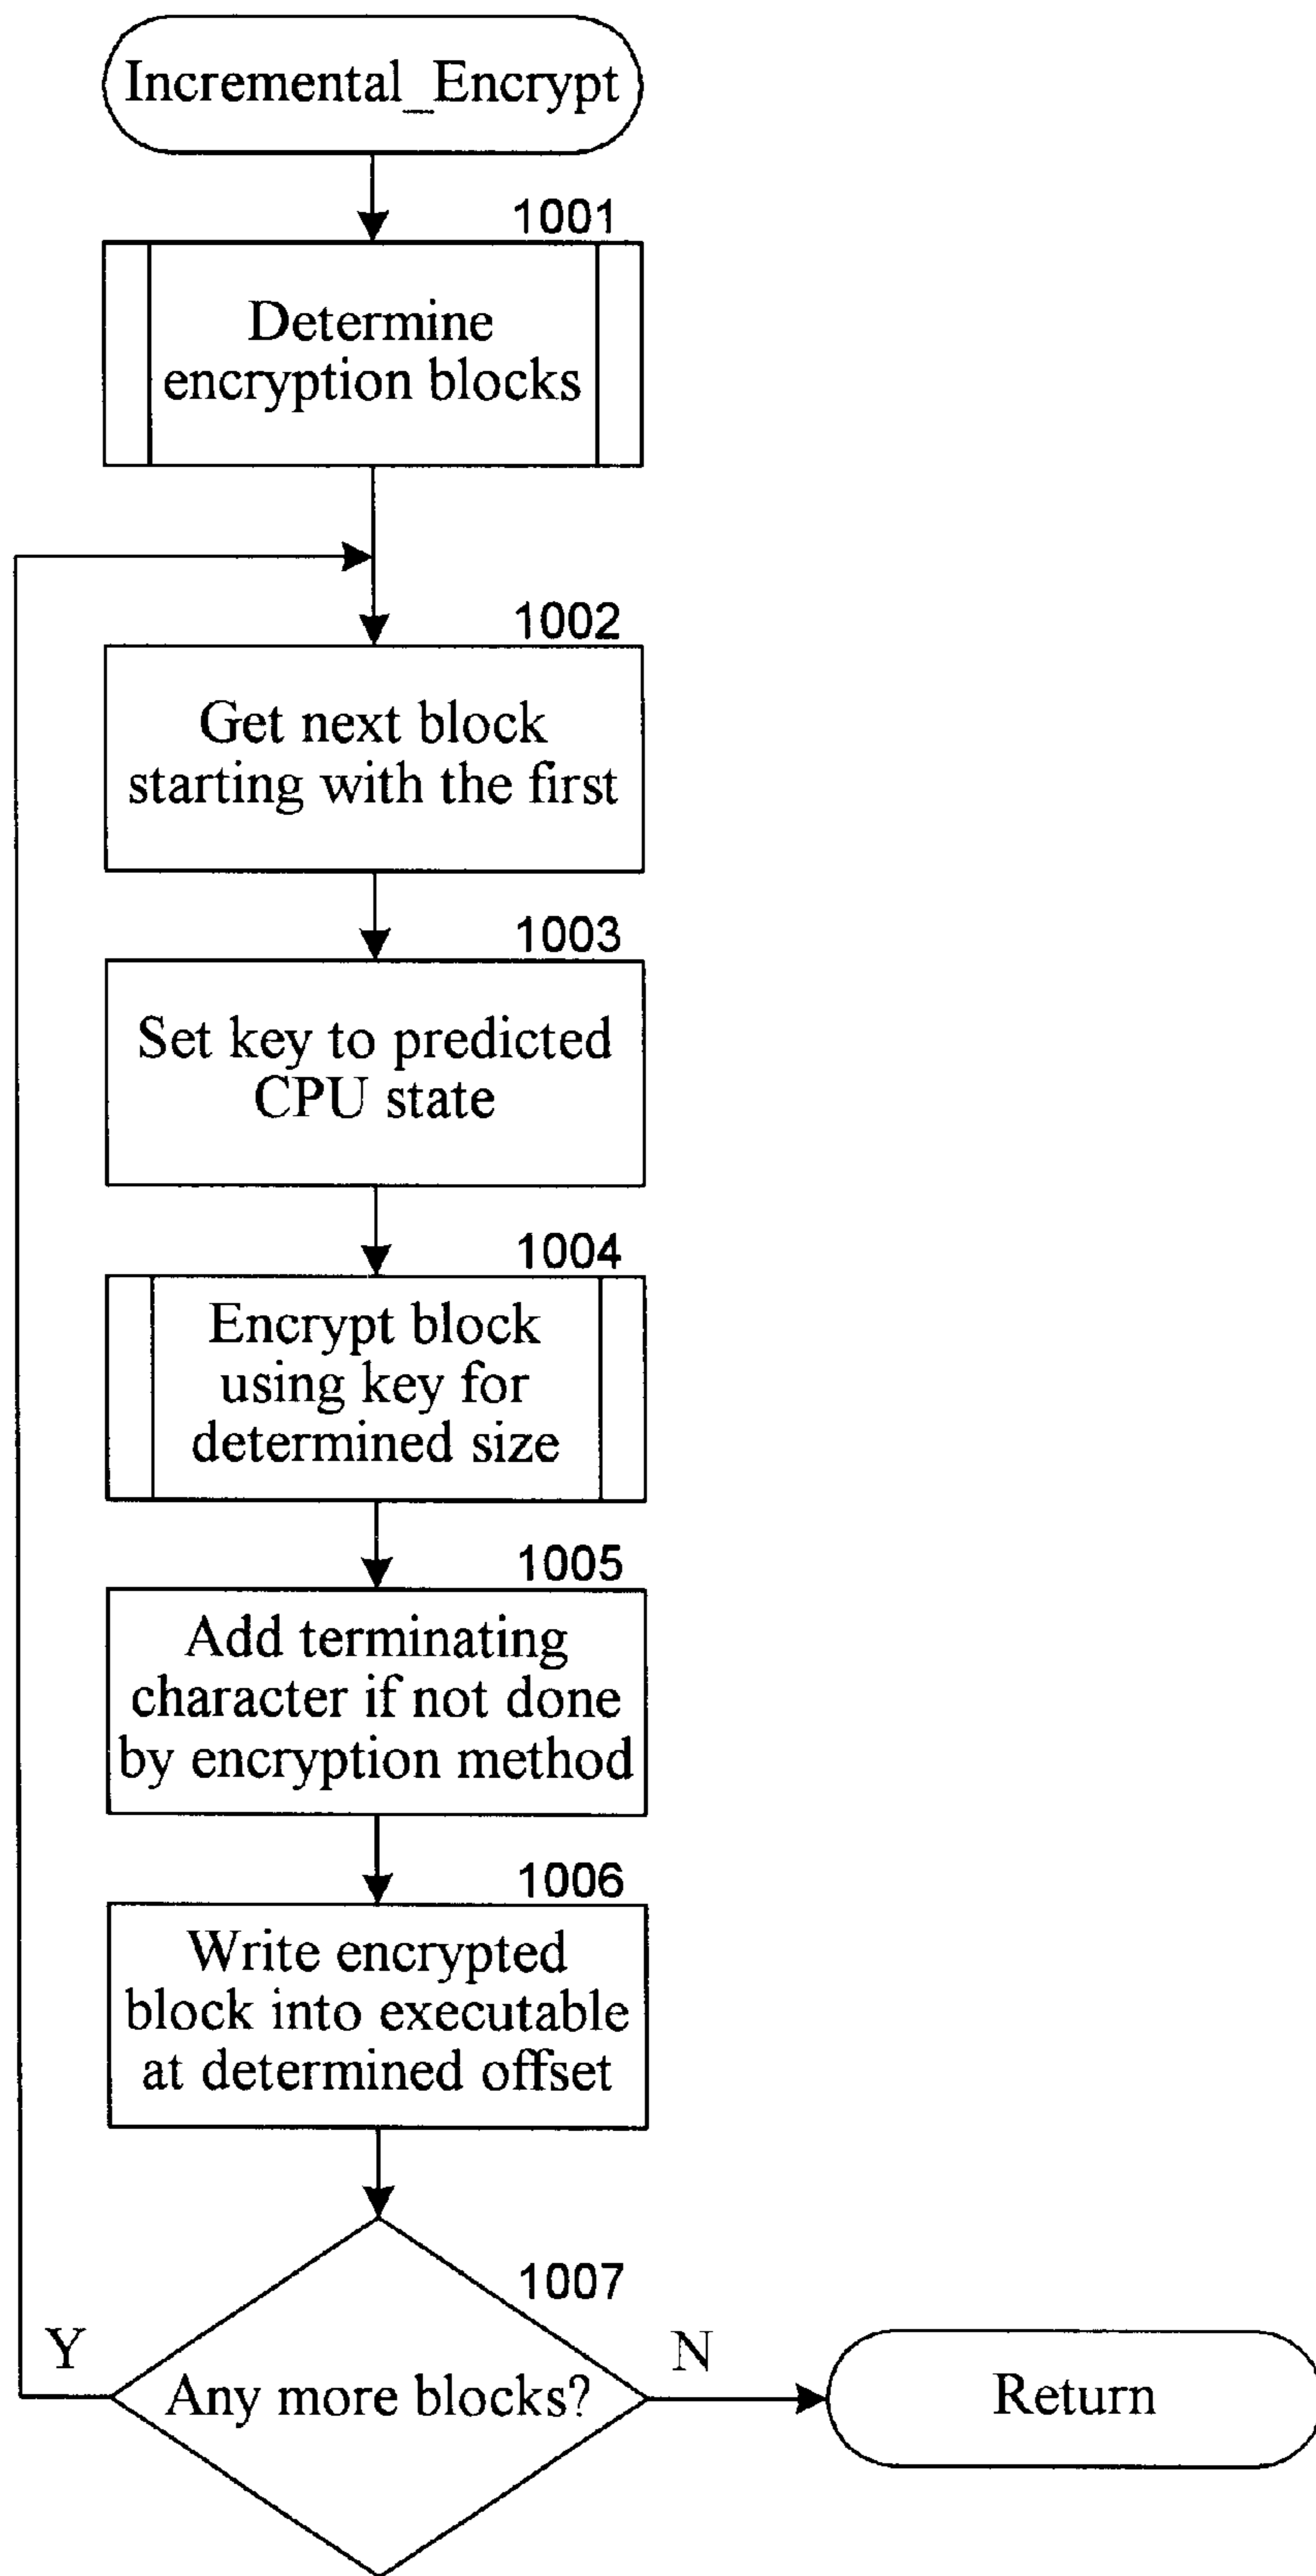 Incremental_Encrypt
1001
Determine
encryption blocks
1002
Get next block
starting with the first
1003
Set key to predicted
CPU state
1004
Encrypt block
using key for
determined size
1005
Add terminating
character if not done
by encryption method
1006
Write encrypted
block into executable
at determined offset
1007
Y
Any more blocks?
N
Return